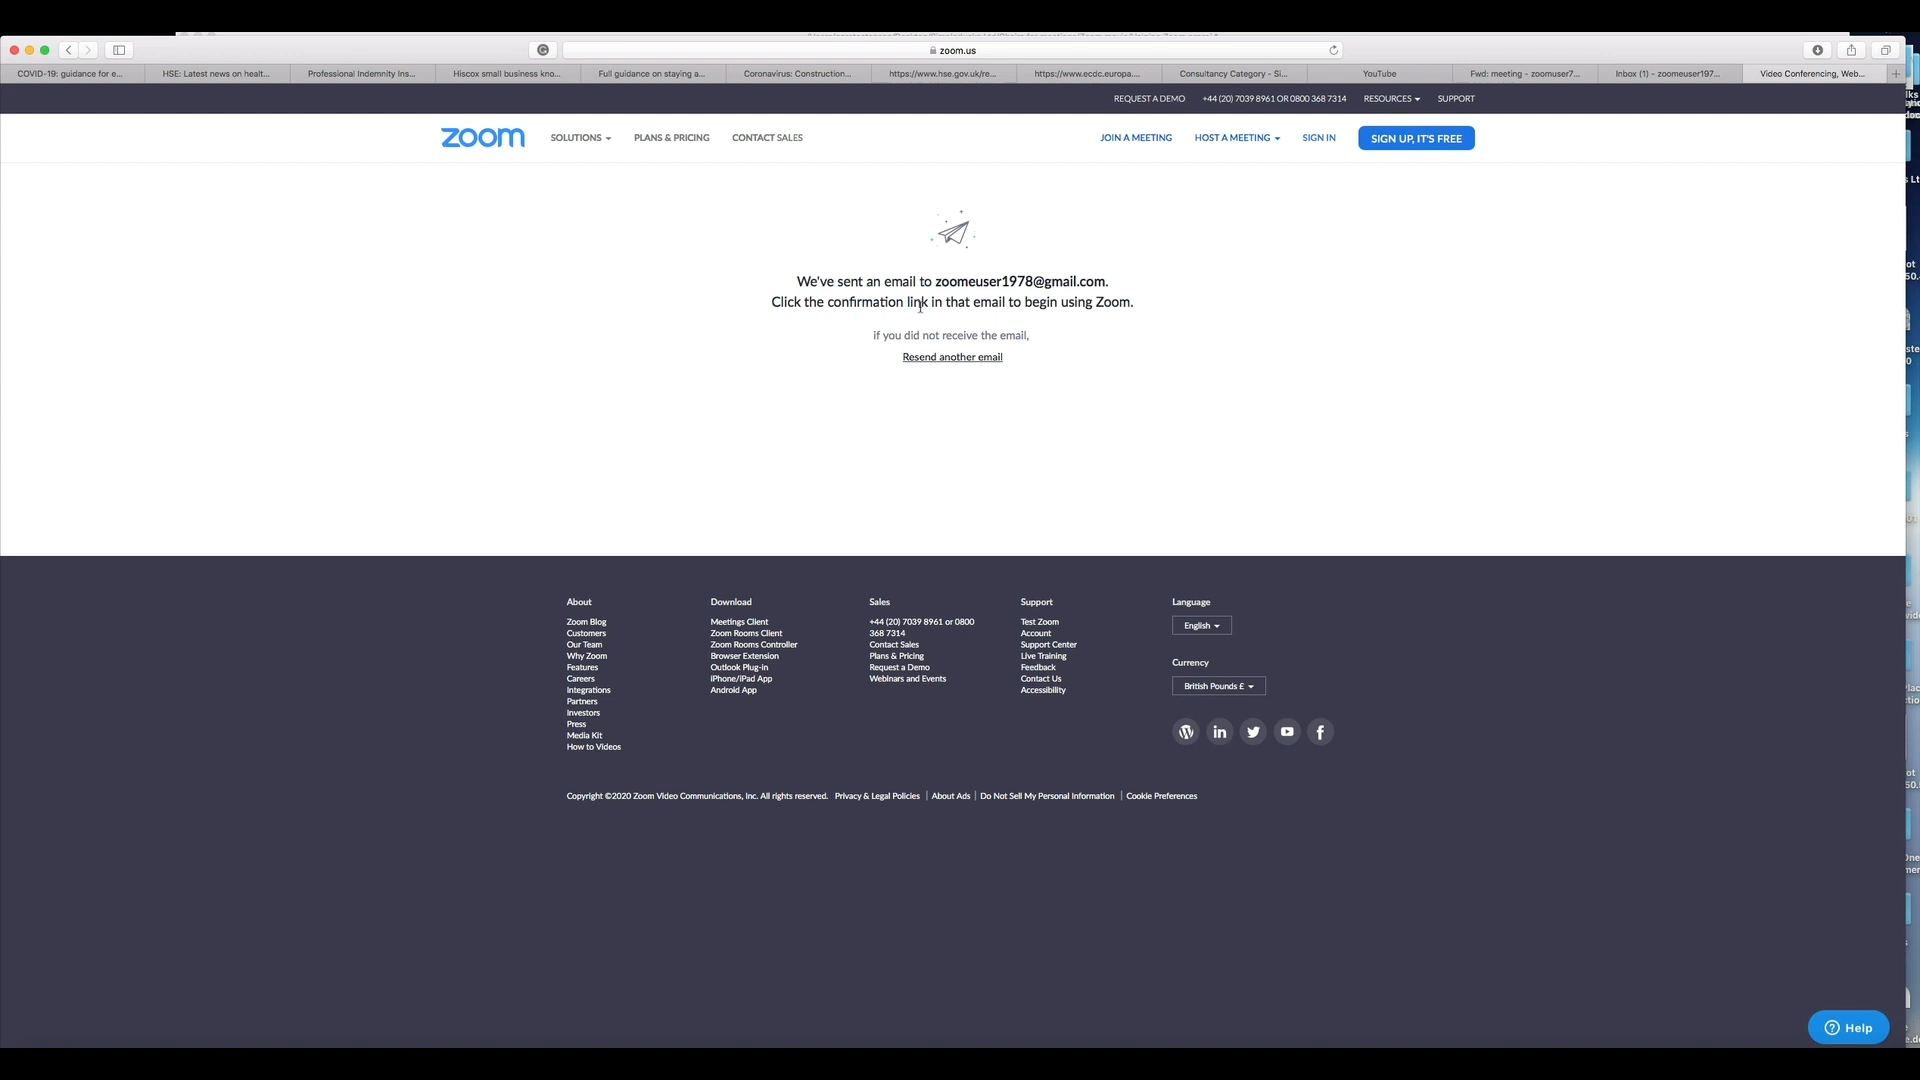 zoom.us
COVID-19: guidance for e...
HSE: Latest news on healt...
Professional Indemnity Ins...
Hiscox small business kno...
Full guidance on staying a...
Coronavirus: Construction...
https://www.hse.gov.uk/re...
https://www.ecdc.europa....
Consultancy Category - Si...
YouTube
Fwd: meeting - zoomuser7...
Inbox (1) - zoomeuser197...
Video Conferencing, Web...
REQUEST A DEMO
+44 (20) 7039 8961 OR 0800 368 7314
RESOURCES
SUPPORT
zoom
SOLUTIONS
PLANS & PRICING
CONTACT SALES
JOIN A MEETING
HOST A MEETING
SIGN IN
SIGN UP, IT'S FREE
We've sent an email to zoomeuser1978@gmail.com.
Click the confirmation link in that email to begin using Zoom.
if you did not receive the email,
Resend another email
About
Zoom Blog
Customers
Our Team
Why Zoom
Features
Careers
Integrations
Partners
Investors
Press
Media Kit
How to Videos
Download
Meetings Client
Zoom Rooms Client
Zoom Rooms Controller
Browser Extension
Outlook Plug-in
iPhone/iPad App
Android App
Sales
+44 (20) 7039 8961 or 0800
368 7314
Contact Sales
Plans & Pricing
Request a Demo
Webinars and Events
Support
Test Zoom
Account
Support Center
Live Training
Feedback
Contact Us
Accessibility
Language
English
Currency
British Pounds £
Copyright ©2020 Zoom Video Communications, Inc. All rights reserved. Privacy & Legal Policies | About Ads | Do Not Sell My Personal Information | Cookie Preferences
Help